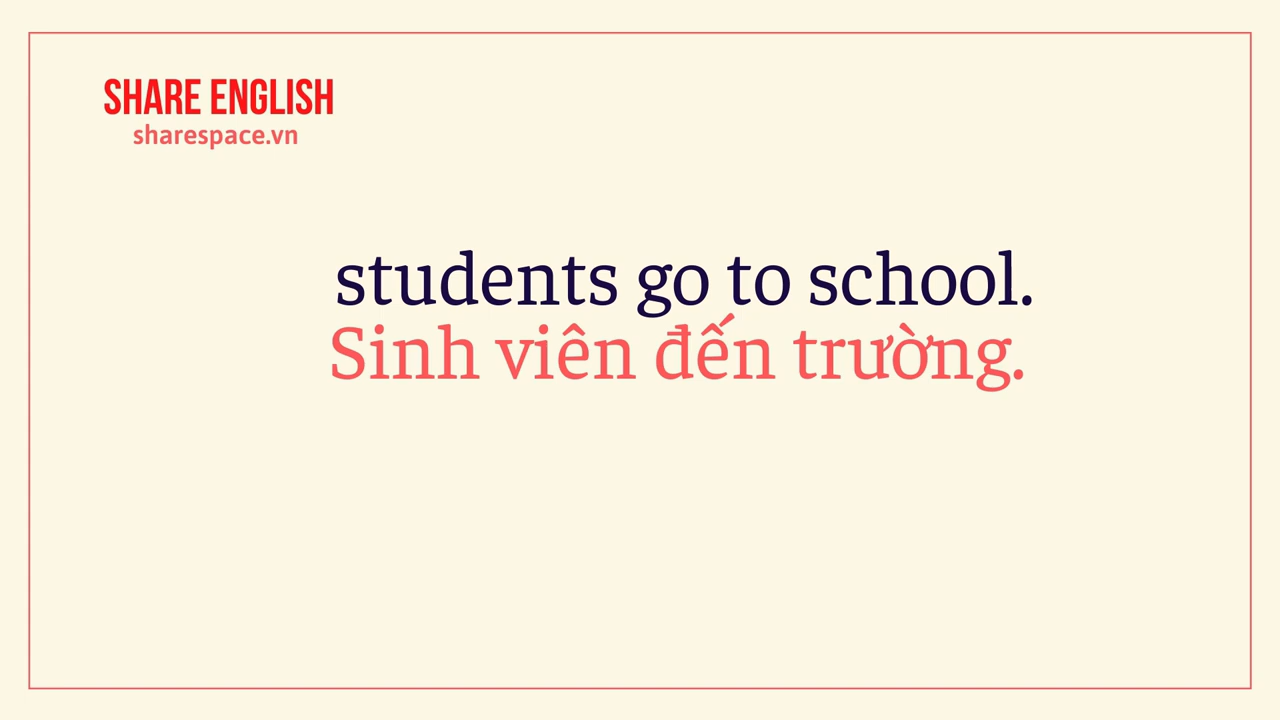 SHARE ENGLISH
sharespace.vn
students go to school.
Sinh viên đến trường.